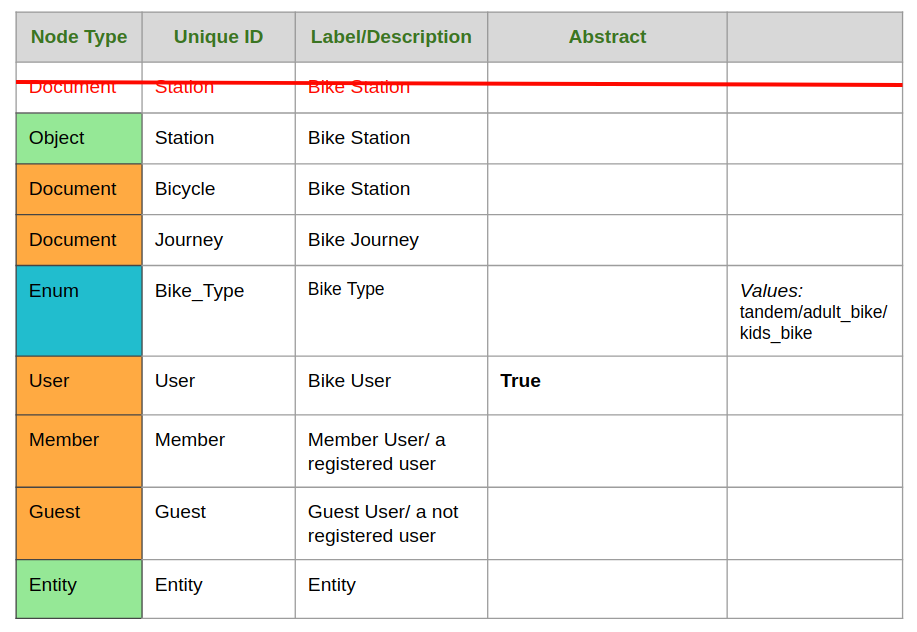 Node Type Unique ID Label/Description Abstract
Document Station Bike Station
Object Station Bike Station
Document Bicycle Bike Station
Document Journey Bike Journey
Enum Bike_Type Bike Type Values:
tandem/adult_bike/
kids_bike
User User Bike User True
Member Member Member User/ a
registered user
Guest Guest Guest User/ a not
registered user
Entity Entity Entity